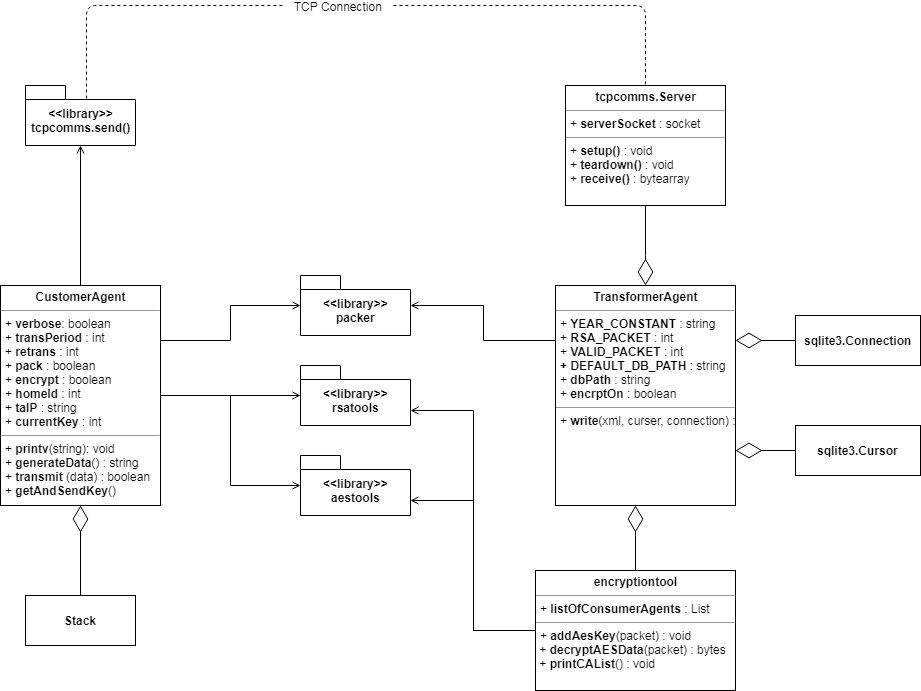 TCP Connection
<<library>>
tcpcomms.send()
tcpcomms.Server
+ serverSocket : socket
+ setup() : void
+ teardown() : void
+ receive() : bytearray
CustomerAgent
+ verbose: boolean
+ transPeriod : int
+ retrans : int
+ pack : boolean
+ encrypt : boolean
+ homeId : int
+ taIP : string
+ currentKey : int
+ printv(string): void
+ generateData() : string
+ transmit (data) : boolean
+ getAndSendKey()
<<library>>
packer
<<library>>
rsatools
<<library>>
aestools
TransformerAgent
+ YEAR_CONSTANT : string
+ RSA_PACKET : int
+ VALID_PACKET : int
+ DEFAULT_DB_PATH : string
+ dbPath : string
+ encrptOn : boolean
+ write(xml, curser, connection) :
sqlite3.Connection
sqlite3.Cursor
Stack
encryptiontool
+ listOfConsumerAgents : List
+ addAesKey(packet) : void
+ decryptAESData(packet) : bytes
+ printCAList() : void